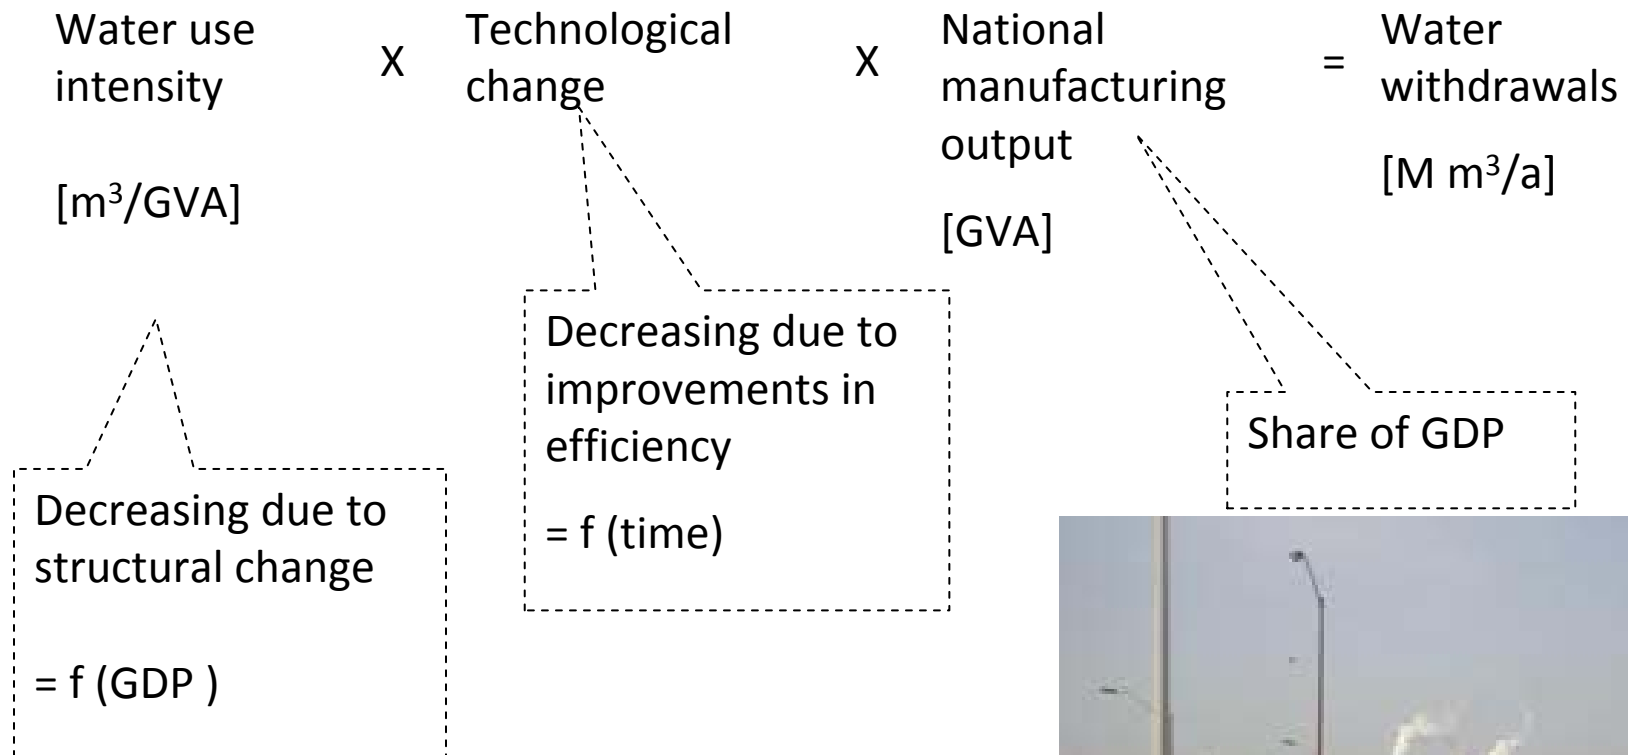 Water use
intensity
[m³/GVA]
X
Technological
change
X
National
manufacturing
output
[GVA]
=
Water
withdrawals
[M m³/a]
Decreasing due to
structural change
= f (GDP )
Decreasing due to
improvements in
efficiency
= f (time)
Share of GDP